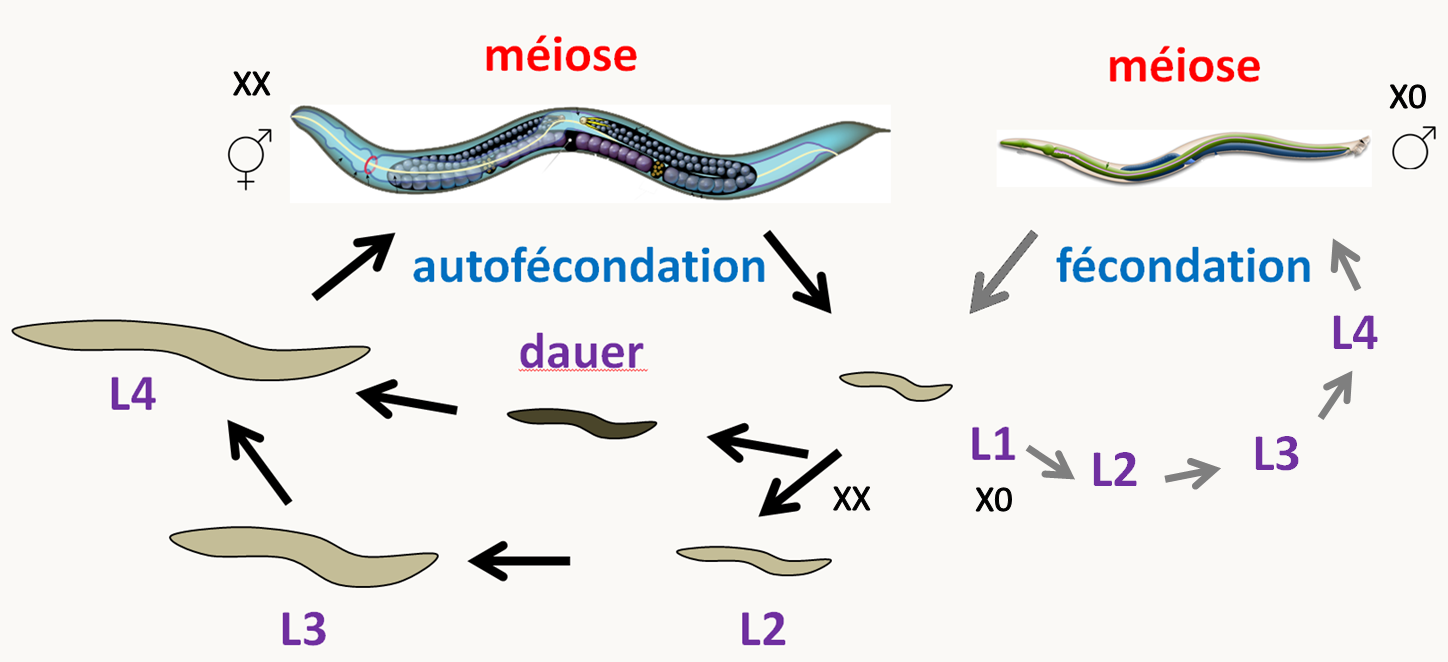 méiose
méiose
XX
X0
autofécondation
fécondation
dauer
L4
L4
L1
L2
L3
XX
X0
L3
L2